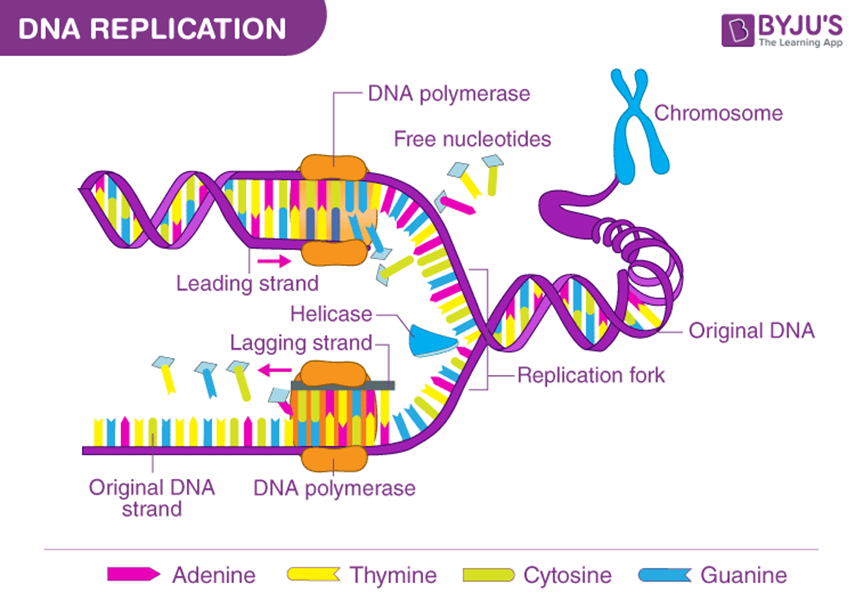 DNA REPLICATION
BYJU'S
The Learning App
DNA polymerase
Chromosome
Free nucleotides
Leading strand
Helicase
Lagging strand
Original DNA
Replication fork
Original DNA
strand
DNA polymerase
Adenine
Thymine
Cytosine
Guanine